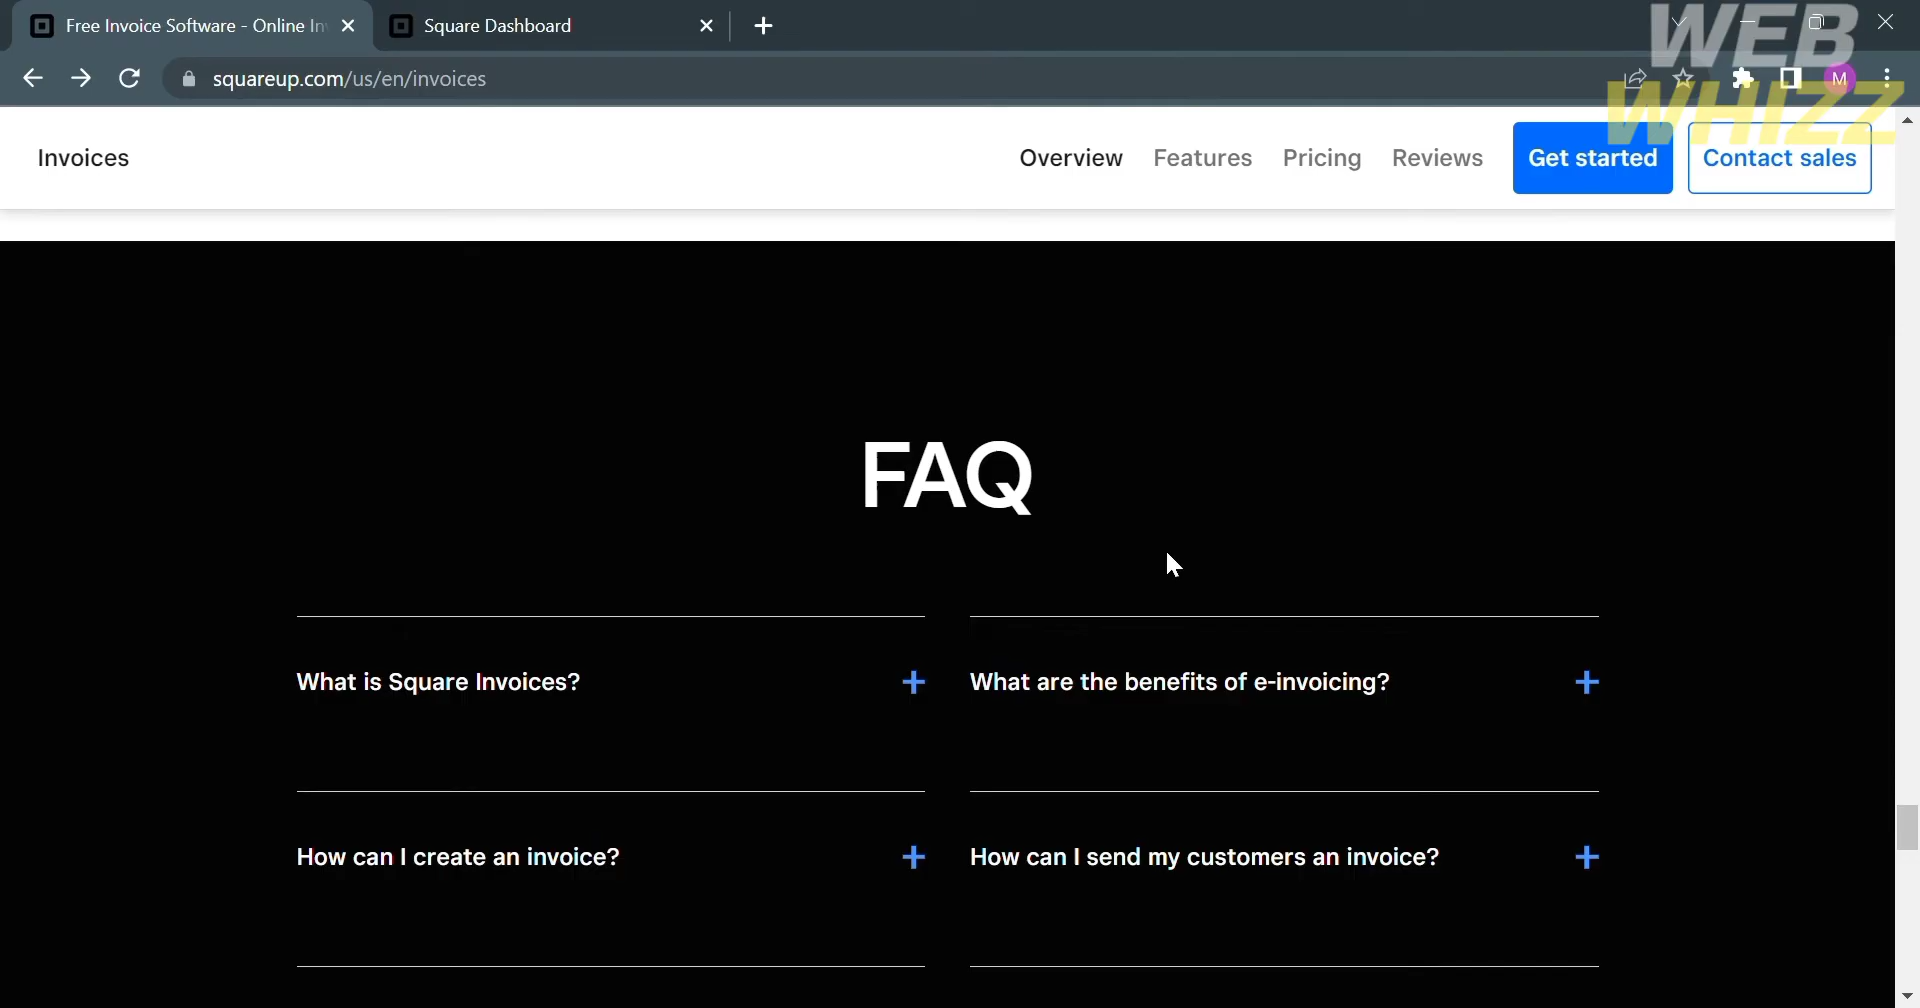 Free Invoice Software - Online In
Square Dashboard
squareup.com/us/en/invoices
M
WEB
WHIZZ
Invoices
Overview
Features
Pricing
Reviews
Get started
Contact sales
FAQ
What is Square Invoices?
What are the benefits of e-invoicing?
How can I create an invoice?
How can I send my customers an invoice?